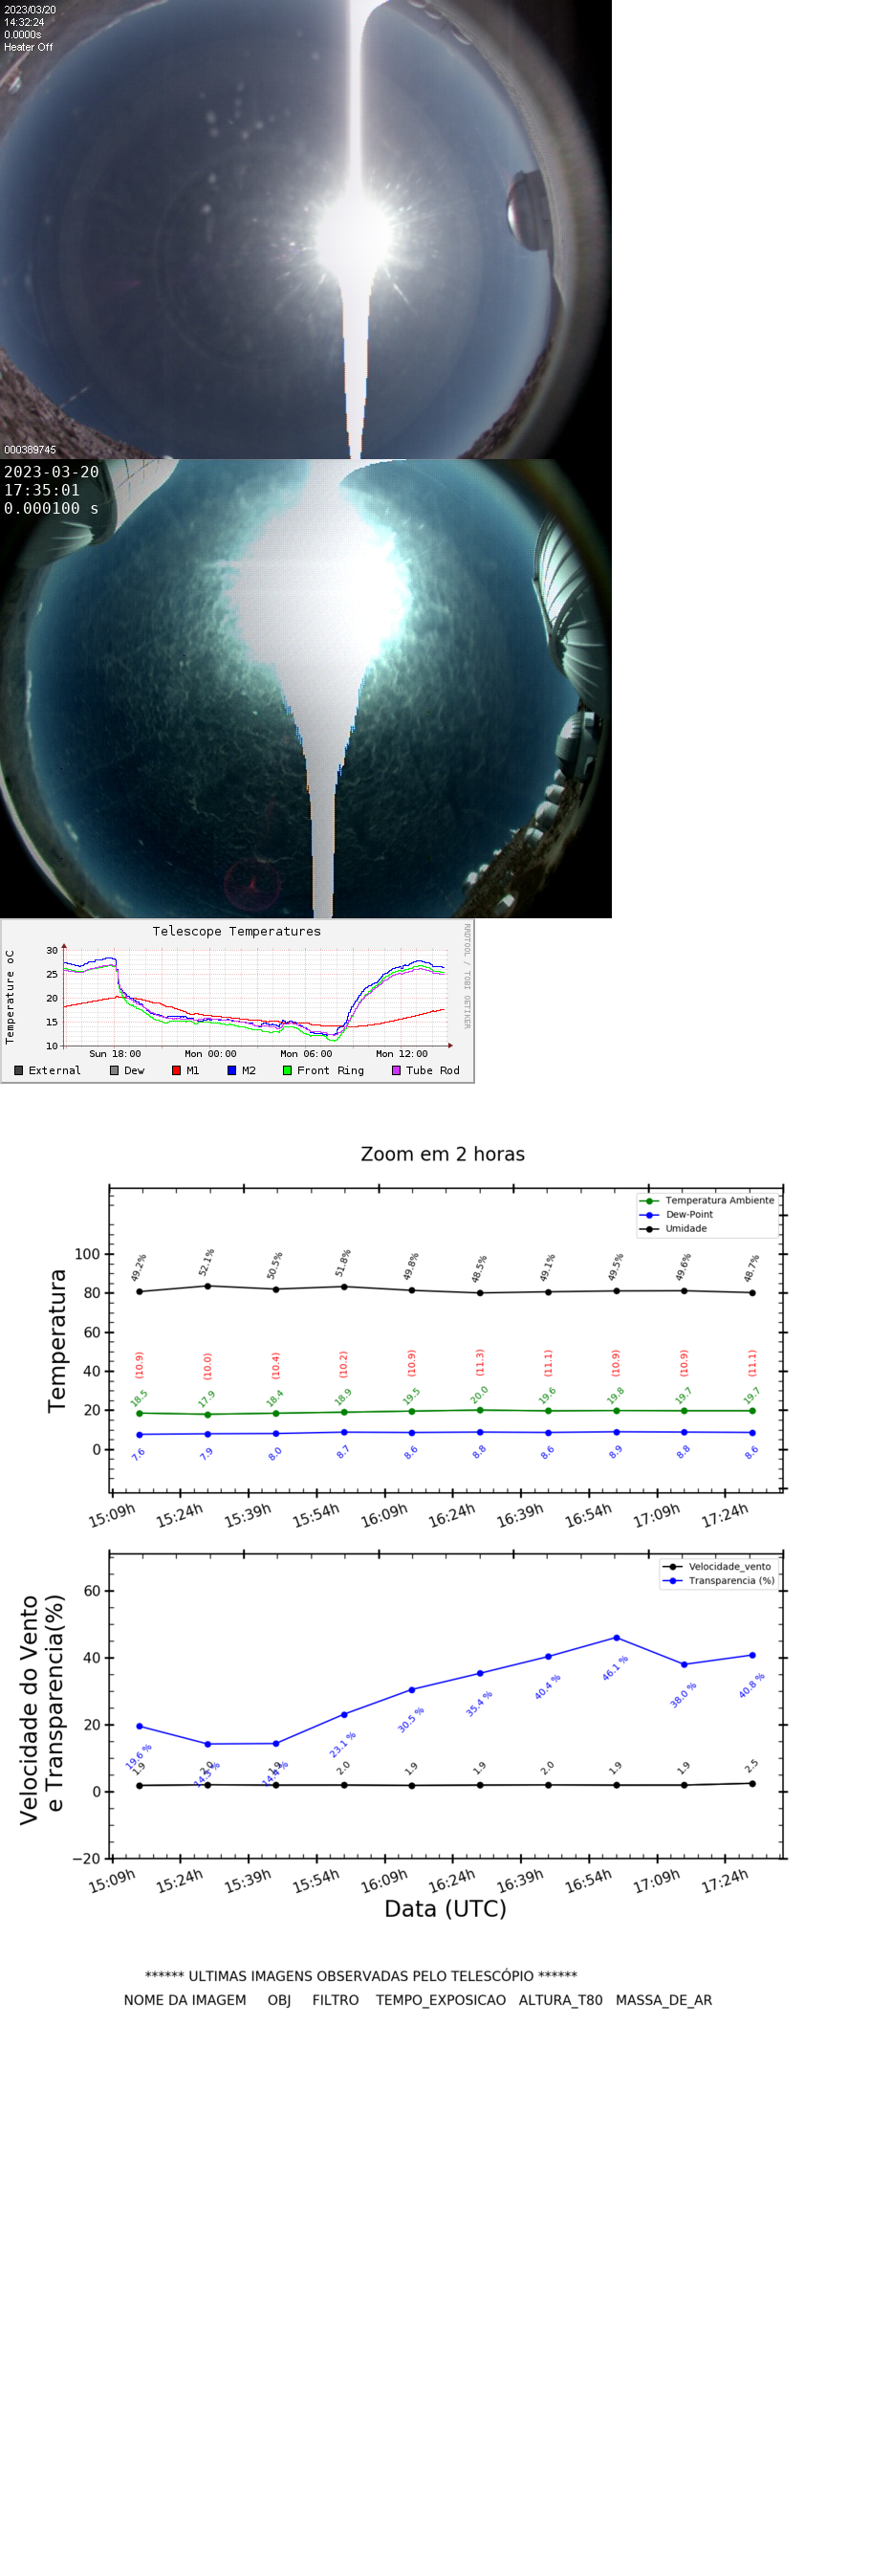 2023/03/20
14:32:24
0.0000s
Heater Off
000389745
2023-03-20
17:35:01
0.000100 s
Telescope Temperatures
RRDTOOL / TOBI OETIKER
Temperature oC
30
25
20
15
10
Sun 18:00 Mon 00:00 Mon 06:00 Mon 12:00
External Dew M1 M2 Front Ring Tube Rod
Zoom em 2 horas
Temperatura Ambiente
Dew-Point
Umidade
Temperatura
100
80
60
40
20
0
49.2% 52.1% 50.5% 51.8% 49.8% 48.5% 49.1% 49.5% 49.6% 48.7%
(10.9) (10.0) (10.4) (10.2) (10.9) (11.3) (11.1) (10.9) (10.9) (11.1)
18.5 17.9 18.4 18.9 19.5 20.0 19.6 19.8 19.7 19.7
7.6 7.9 8.0 8.7 8.6 8.8 8.6 8.9 8.8 8.6
15:09h 15:24h 15:39h 15:54h 16:09h 16:24h 16:39h 16:54h 17:09h 17:24h
Velocidade_vento
Transparencia (%)
Velocidade do Vento
e Transparencia(%)
60
40
20
0
−20
19.6 % 23.1 % 30.5 % 35.4 % 40.4 % 46.1 % 38.0 % 40.8 %
1.9 2.0 1.9 2.0 1.9 1.9 2.0 1.9 1.9 2.5
15:09h 15:24h 15:39h 15:54h 16:09h 16:24h 16:39h 16:54h 17:09h 17:24h
Data (UTC)
****** ULTIMAS IMAGENS OBSERVADAS PELO TELESCÓPIO ******
NOME DA IMAGEM OBJ FILTRO TEMPO_EXPOSICAO ALTURA_T80 MASSA_DE_AR